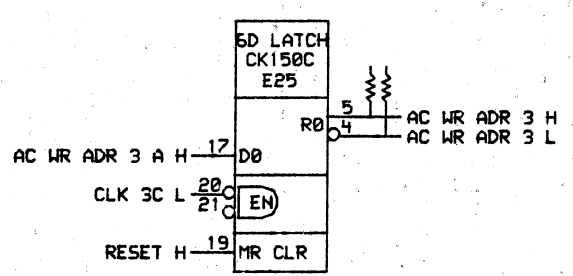 6D LATCH
CK150C
E25
R0
5
AC WR ADR 3 H
4
AC WR ADR 3 L
AC WR ADR 3 A H
17
D0
CLK 3C L
20
21
EN
RESET H
19
MR CLR